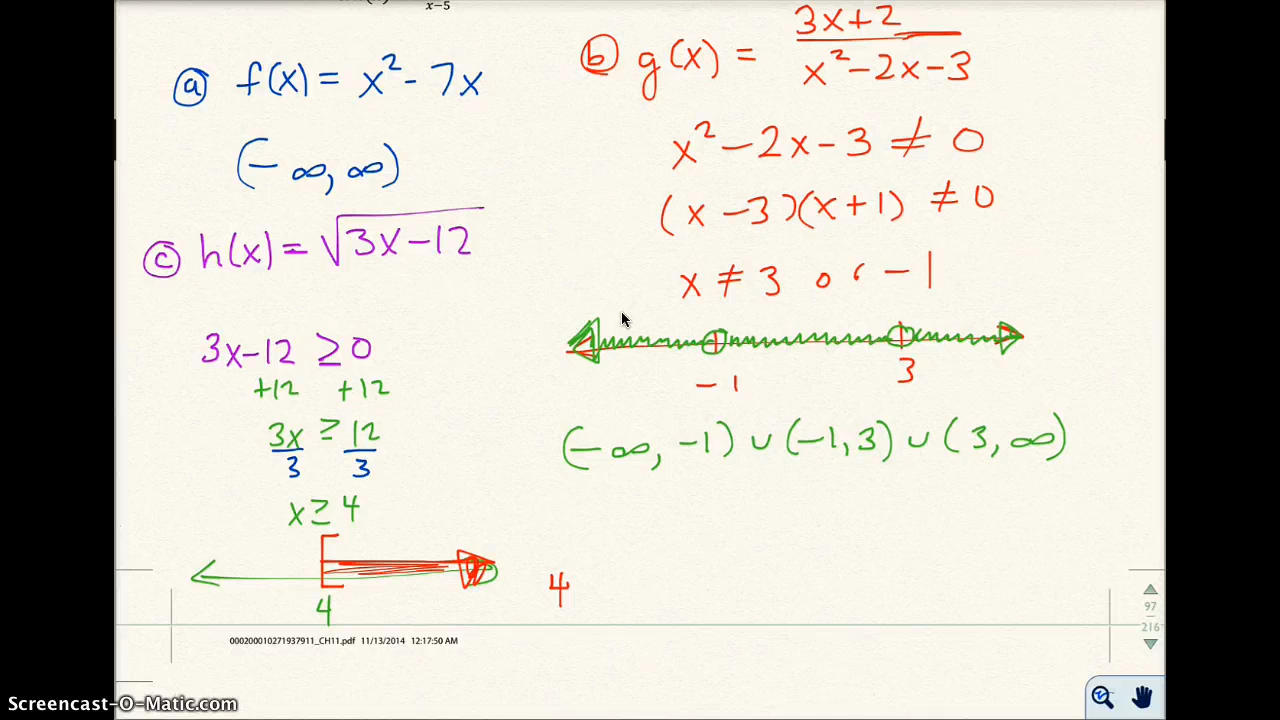 x−5
ⓐ f(x) = x² - 7x
(-∞, ∞)
ⓒ h(x) = √3x-12
3x-12 ≥ 0
+12 +12
3x ≥ 12
3 3
x ≥ 4
4
ⓑ g(x) = 3x+2
x²-2x-3
x²-2x-3 ≠ 0
(x-3)(x+1) ≠ 0
x ≠ 3 or -1
-1 3
(-∞, -1) ∪ (-1, 3) ∪ (3, ∞)
4
000200010271937911_CH11.pdf 11/13/2014 12:17:50 AM
97
216
Screencast-O-Matic.com